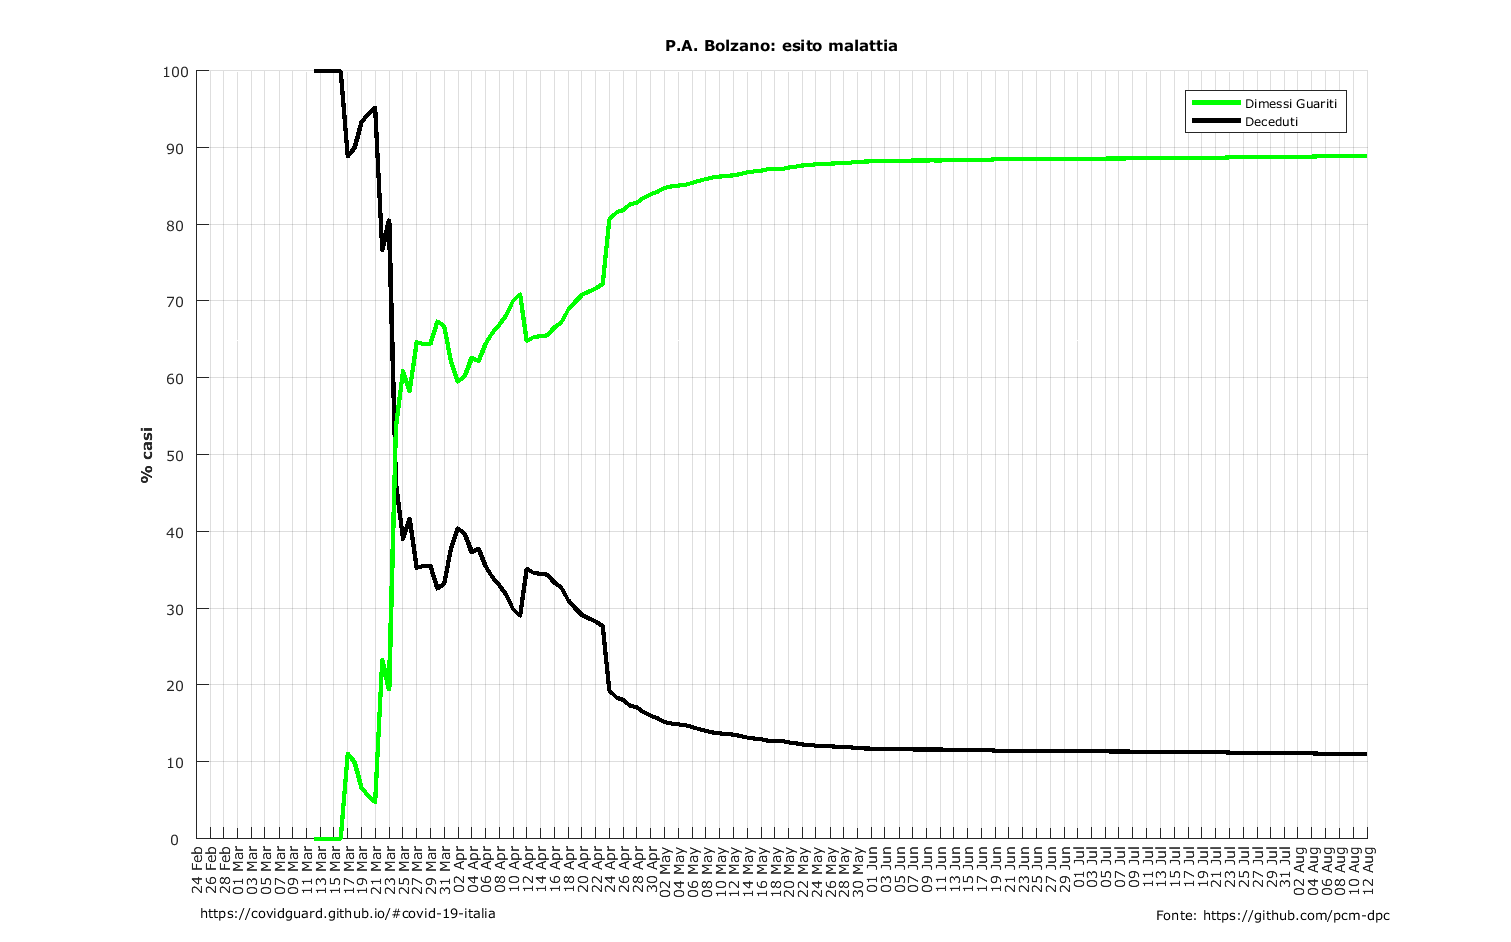 P.A. Bolzano: esito malattia
Dimessi Guariti
Deceduti
% casi
100
90
80
70
60
50
40
30
20
10
0
24 Feb
26 Feb
28 Feb
01 Mar
03 Mar
05 Mar
07 Mar
09 Mar
11 Mar
13 Mar
15 Mar
17 Mar
19 Mar
21 Mar
23 Mar
25 Mar
27 Mar
29 Mar
31 Mar
02 Apr
04 Apr
06 Apr
08 Apr
10 Apr
12 Apr
14 Apr
16 Apr
18 Apr
20 Apr
22 Apr
24 Apr
26 Apr
28 Apr
30 Apr
02 May
04 May
06 May
08 May
10 May
12 May
14 May
16 May
18 May
20 May
22 May
24 May
26 May
28 May
30 May
01 Jun
03 Jun
05 Jun
07 Jun
09 Jun
11 Jun
13 Jun
15 Jun
17 Jun
19 Jun
21 Jun
23 Jun
25 Jun
27 Jun
29 Jun
01 Jul
03 Jul
05 Jul
07 Jul
09 Jul
11 Jul
13 Jul
15 Jul
17 Jul
19 Jul
21 Jul
23 Jul
25 Jul
27 Jul
29 Jul
31 Jul
02 Aug
04 Aug
06 Aug
08 Aug
10 Aug
12 Aug
https://covidguard.github.io/#covid-19-italia
Fonte: https://github.com/pcm-dpc